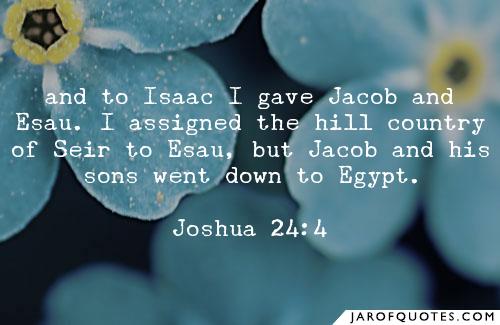 and to Isaac I gave Jacob and
Esau. I assigned the hill country
of Seir to Esau, but Jacob and his
sons went down to Egypt.
Joshua 24:4
JAROFQUOTES.COM